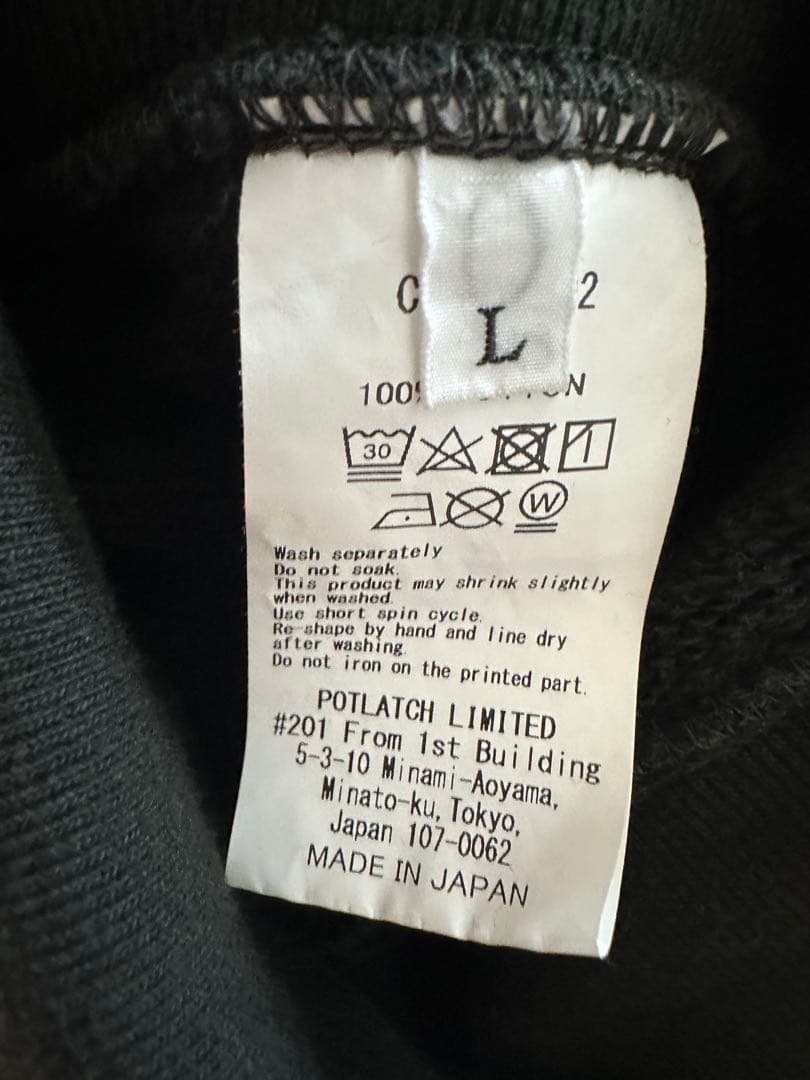 L
30
W
Wash separately
Do not soak.
This product may shrink slightly
when washed.
Use short spin cycle.
Re-shape by hand and line dry
after washing.
Do not iron on the printed part.
POTLATCH LIMITED
#201 From 1st Building
5-3-10 Minami-Aoyama,
Minato-ku, Tokyo,
Japan 107-0062
MADE IN JAPAN